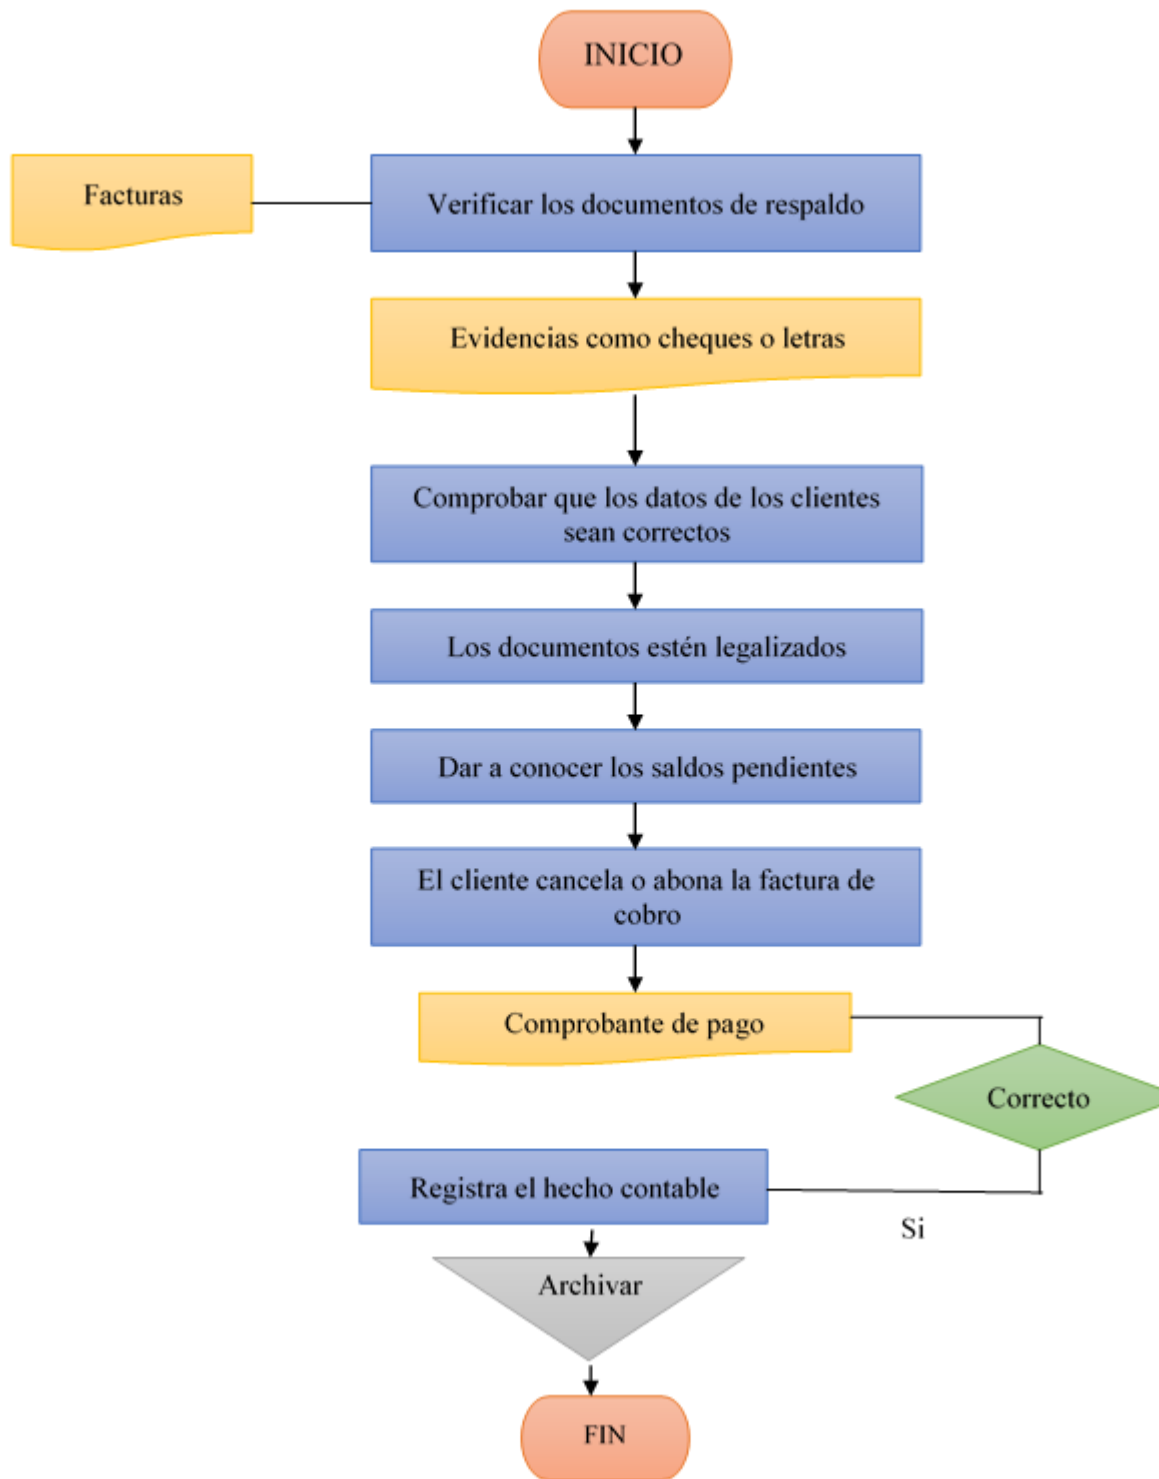 INICIO
Facturas
Verificar los documentos de respaldo
Evidencias como cheques o letras
Comprobar que los datos de los clientes
sean correctos
Los documentos estén legalizados
Dar a conocer los saldos pendientes
El cliente cancela o abona la factura de
cobro
Comprobante de pago
Correcto
Registra el hecho contable
Si
Archivar
FIN